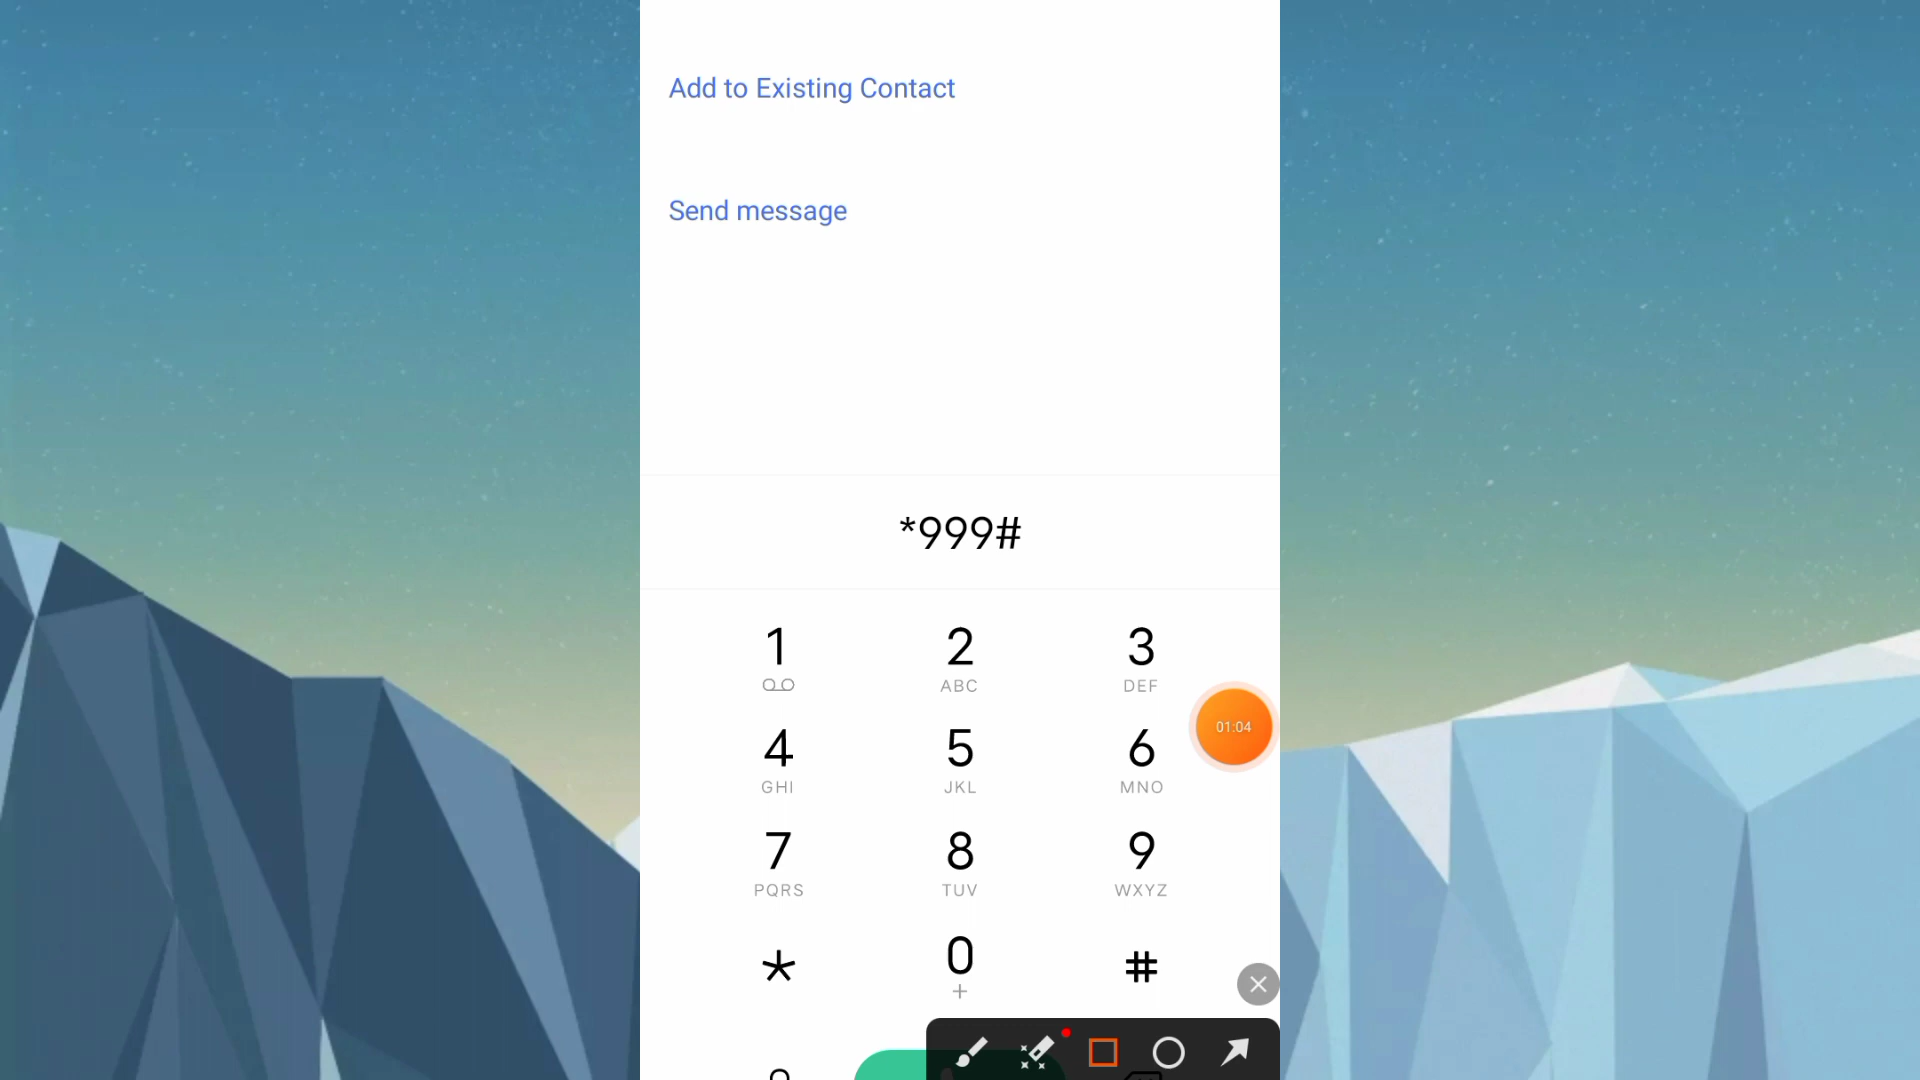 Add to Existing Contact
Send message
*999#
1 2 3
ABC DEF
4 5 6
GHI JKL MNO
01:04
7 8 9
PQRS TUV WXYZ
* 0 #
+